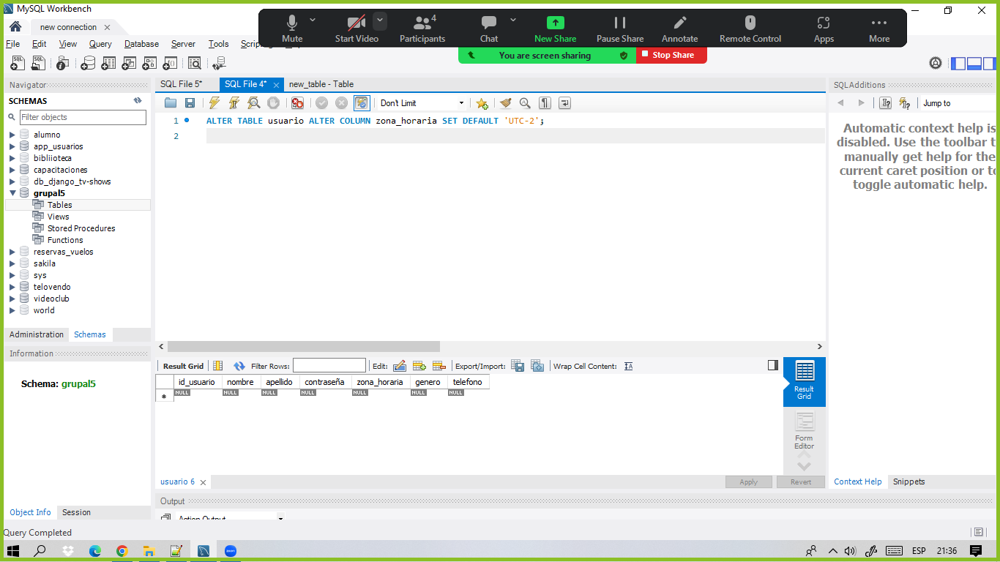 MySQL Workbench
new connection
File Edit View Query Database Server Tools
Mute
Start Video
4
Participants
Chat
New Share
Pause Share
Annotate
Remote Control
Apps
More
You are screen sharing
Stop Share
Navigator
SCHEMAS
Filter objects
alumno
app_usuarios
bibliioteca
capacitaciones
db_django_tv-shows
grupal5
Tables
Views
Stored Procedures
Functions
reservas_vuelos
sakila
sys
telovendo
videoclub
world
Administration Schemas
Information
Schema: grupal5
Object Info Session
SQL File 5* SQL File 4* new_table - Table
Don't Limit
1 ALTER TABLE usuario ALTER COLUMN zona_horaria SET DEFAULT 'UTC-2';
2
Result Grid Filter Rows: Edit: Export/Import: Wrap Cell Content:
id_usuario nombre apellido contraseña zona_horaria genero telefono
NULL NULL NULL NULL NULL NULL NULL
Result
Grid
Form
Editor
usuario 6
Apply Revert
Output
Action Output
SQL Additions
Jump to
Automatic context help is
disabled. Use the toolbar t
manually get help for the
current caret position or to
toggle automatic help.
Context Help Snippets
Query Completed
zoom
ESP 21:36